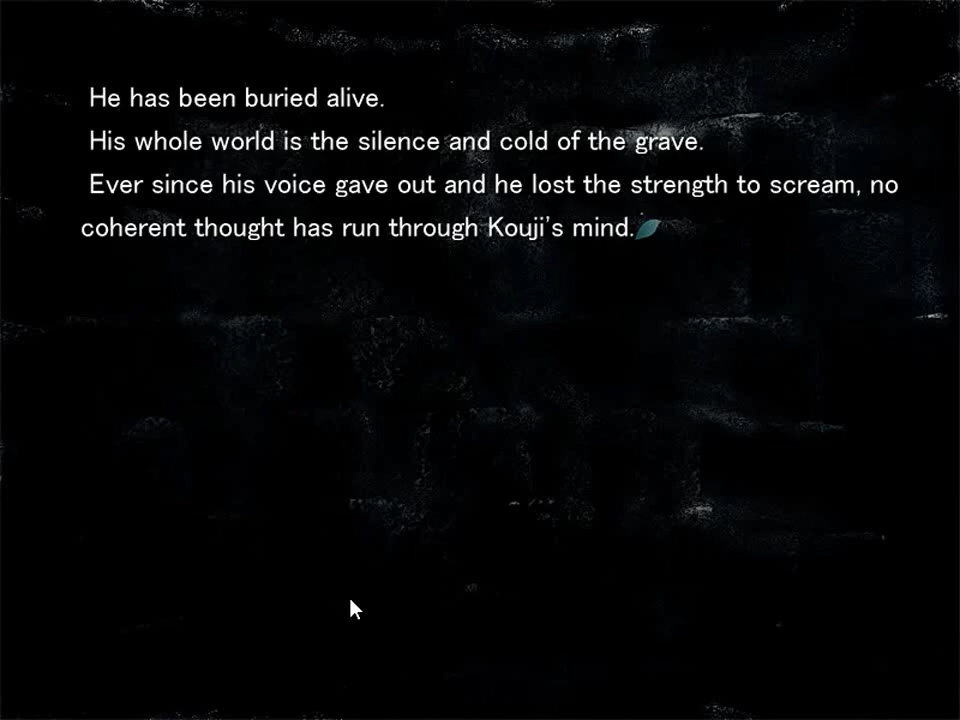 He has been buried alive.
His whole world is the silence and cold of the grave.
Ever since his voice gave out and he lost the strength to scream, no
coherent thought has run through Kouji's mind.